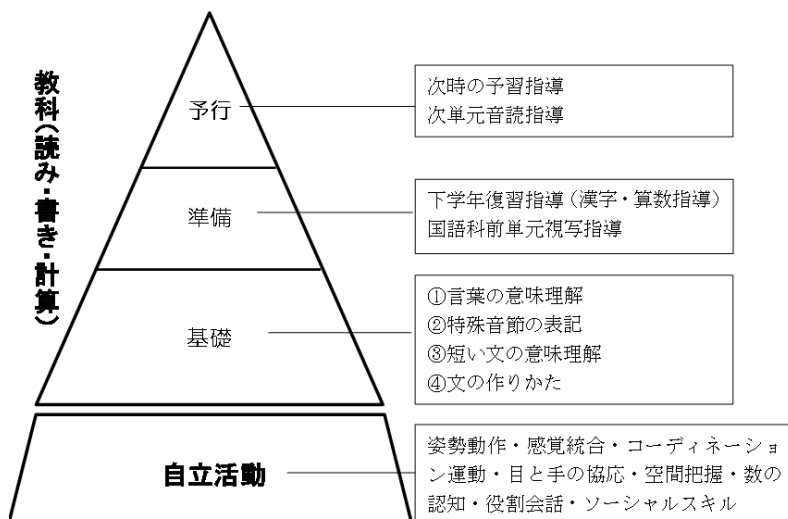 教科（読み・書き・計算）
予行
次時の予習指導
次単元音読指導
準備
下学年復習指導（漢字・算数指導）
国語科前単元視写指導
基礎
①言葉の意味理解
②特殊音節の表記
③短い文の意味理解
④文の作りかた
自立活動
姿勢動作・感覚統合・コーディネーショ
ン運動・目と手の協応・空間把握・数の
認知・役割会話・ソーシャルスキル